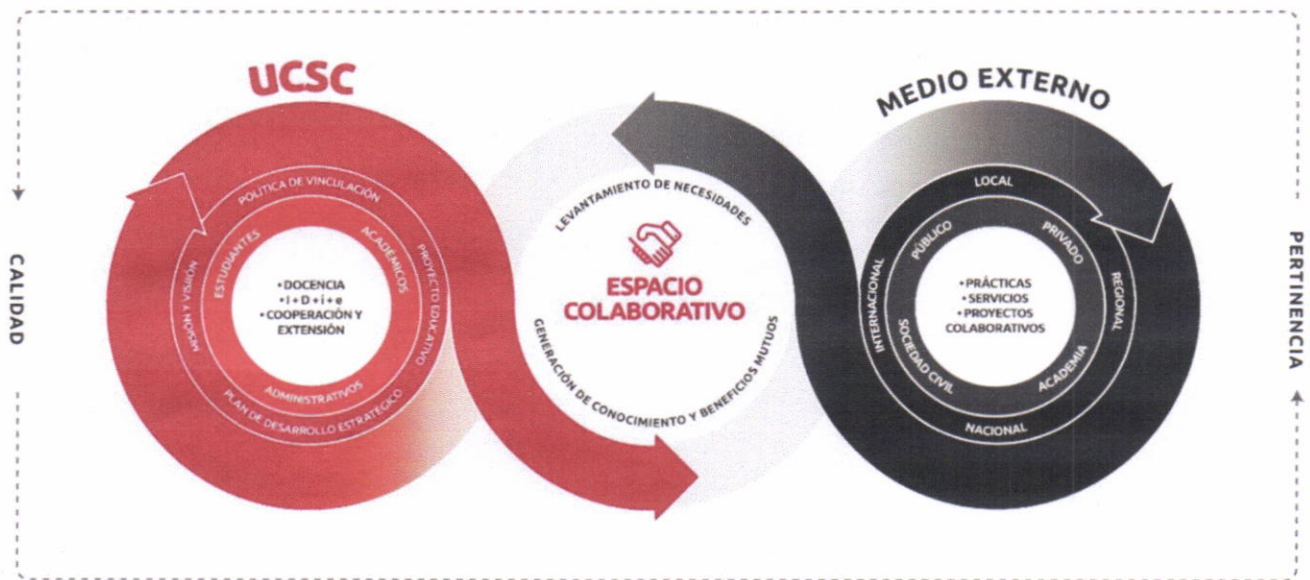 UCSC
POLÍTICA DE VINCULACIÓN
PROYECTO EDUCATIVO
PLAN DE DESARROLLO ESTRATÉGICO
MISIÓN Y VISIÓN
ESTUDIANTES
ACADÉMICOS
ADMINISTRATIVOS
• DOCENCIA
• I + D + i + e
• COOPERACIÓN Y
EXTENSIÓN
LEVANTAMIENTO DE NECESIDADES
ESPACIO
COLABORATIVO
GENERACIÓN DE CONOCIMIENTO Y BENEFICIOS MUTUOS
MEDIO EXTERNO
LOCAL
REGIONAL
NACIONAL
INTERNACIONAL
PÚBLICO
PRIVADO
ACADEMIA
SOCIEDAD CIVIL
• PRÁCTICAS
• SERVICIOS
• PROYECTOS
COLABORATIVOS
CALIDAD
PERTINENCIA